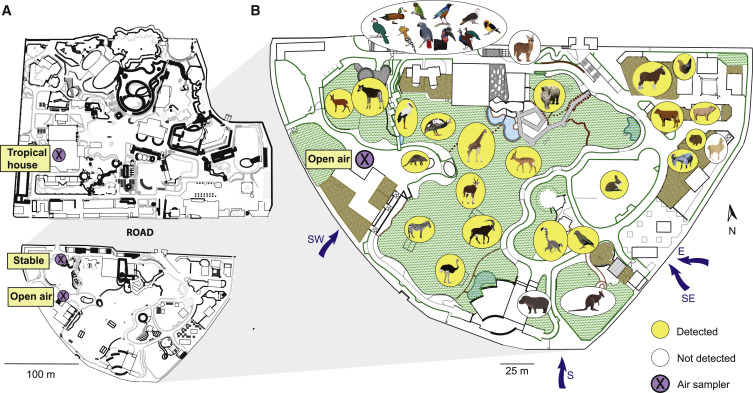 A
Tropical
house
X
ROAD
Stable
X
Open air
X
100 m
B
Open air
X
SW
N
E
SE
S
25 m
Detected
Not detected
X Air sampler